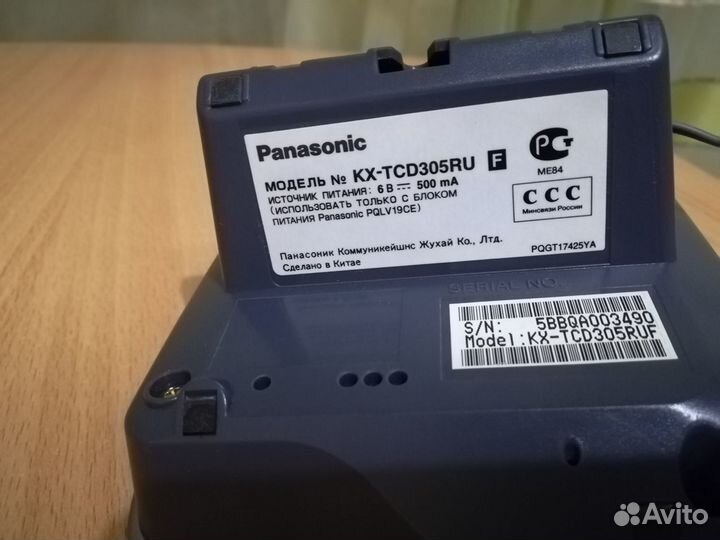 Panasonic
МОДЕЛЬ № KX-TCD305RU F
ИСТОЧНИК ПИТАНИЯ: 6 В 500 mA
(ИСПОЛЬЗОВАТЬ ТОЛЬКО С БЛОКОМ
ПИТАНИЯ Panasonic PQLV19CE)
Панасоник Коммуникейшнс Жухай Ко., Лтд.
Сделано в Китае
РСТ
ME84
ССС
Минсвязи России
PQGT17425YA
SERIAL NO.
S/N: 5BBQA003490
Model:KX-TCD305RUF
Avito